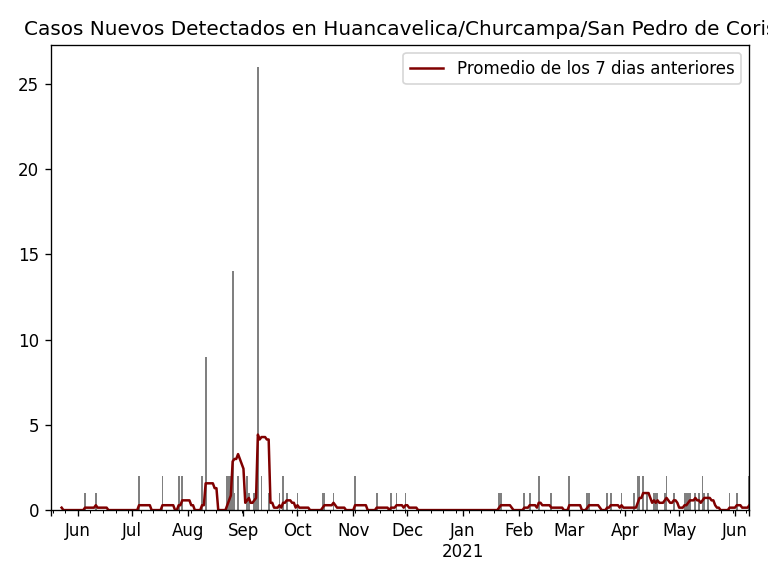 Casos Nuevos Detectados en Huancavelica/Churcampa/San Pedro de Coris
Promedio de los 7 dias anteriores
25
20
15
10
5
0
Jun Jul Aug Sep Oct Nov Dec Jan Feb Mar Apr May Jun
2021